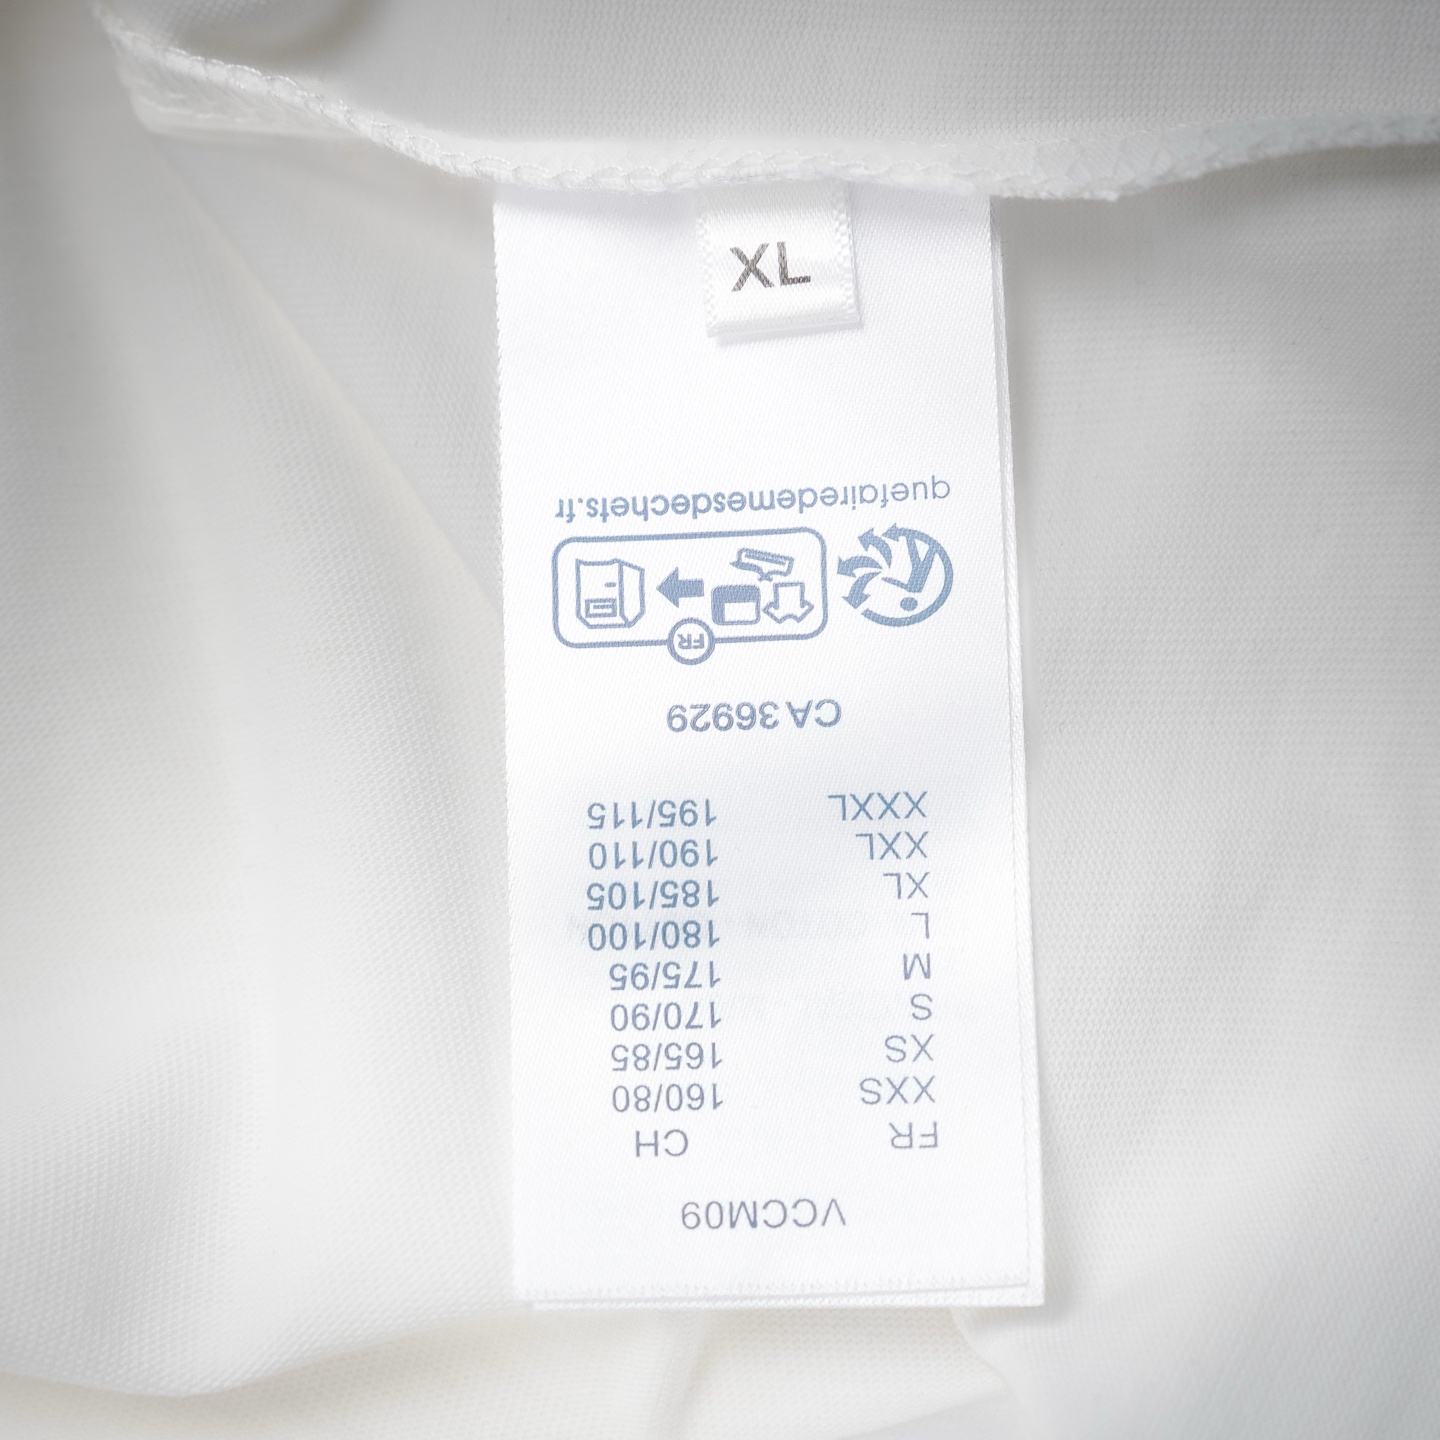 XL
VCCM09
FR CH
XXS 160/80
XS 165/85
S 170/90
M 175/95
L 180/100
XL 185/105
XXL 190/110
XXXL 195/115
CA 36929
FR
quefairedemesdechets.fr